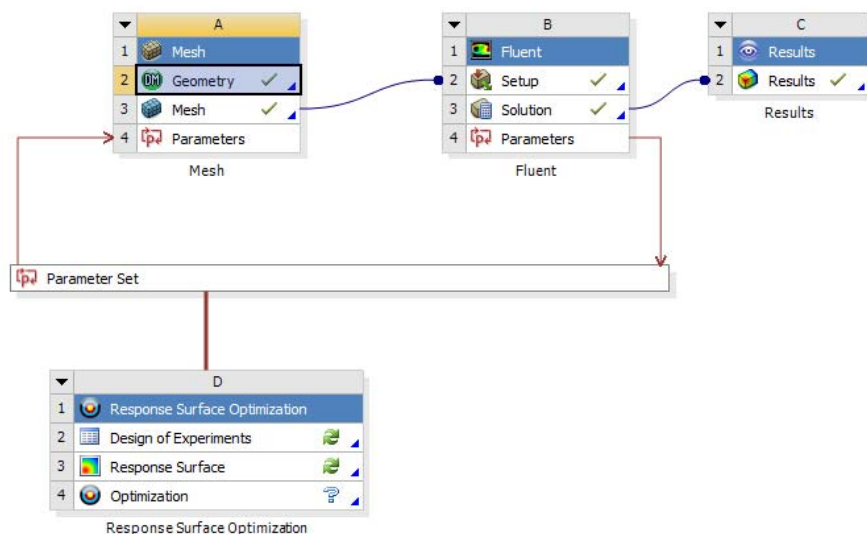 A
1 Mesh
2 DM Geometry
3 Mesh
4 Parameters
Mesh
B
1 Fluent
2 Setup
3 Solution
4 Parameters
Fluent
C
1 Results
2 Results
Results
Parameter Set
D
1 Response Surface Optimization
2 Design of Experiments
3 Response Surface
4 Optimization ?
Response Surface Optimization